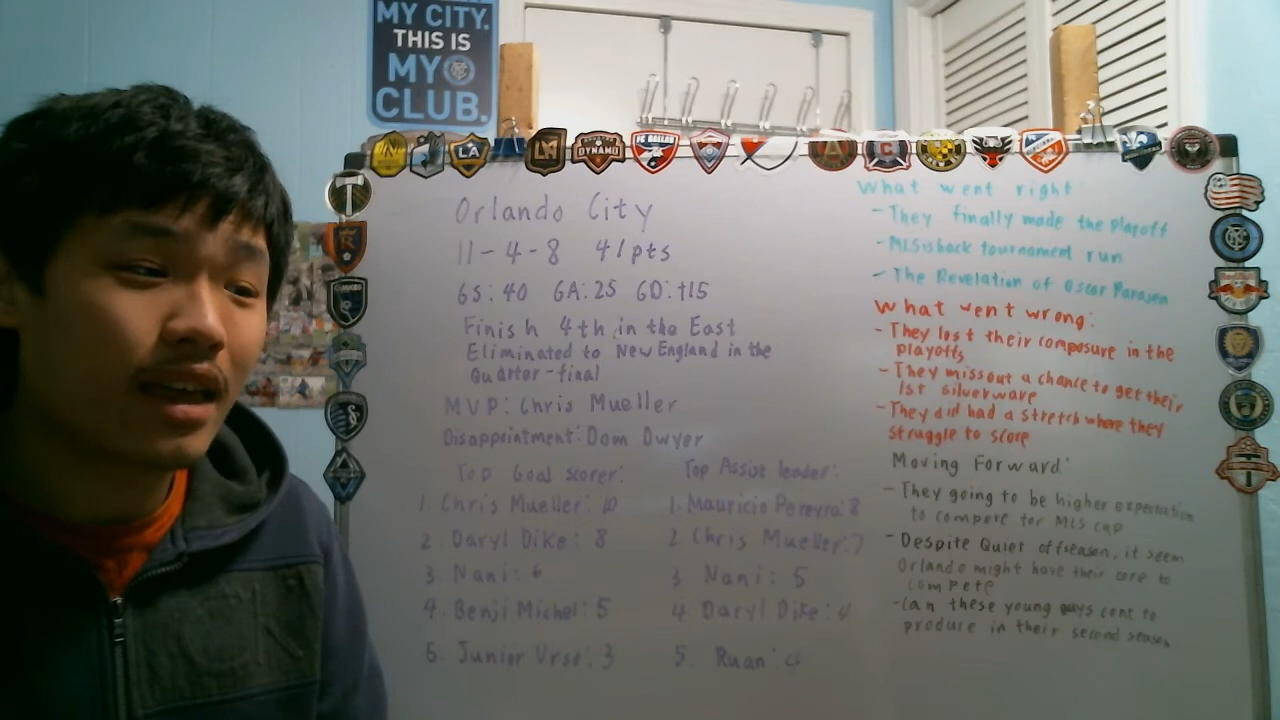 MY CITY.
THIS IS
MY
CLUB.
LA
DYNAMO
FC DALLAS
Orlando City
11-4-8 41pts
GS: 40 GA: 25 GD: +15
Finish 4th in the East
Eliminated to New England in the
Quarter-final
MVP: Chris Mueller
Disappointment: Dom Dwyer
Top Goal scorer:
1. Chris Mueller: 10
2. Daryl Dike: 8
3. Nani: 6
4. Benji Michel: 5
5. Junior Urso: 3
Top Assist leader:
1. Mauricio Pereyra: 8
2 Chris Mueller: 7
3. Nani: 5
4. Daryl Dike: 4
5. Ruan: 4
What went right:
- They finally made the playoff
- MLS is back tournament run
- The Revelation of Oscar Pareja
What went wrong:
- They lost their composure in the
playoffs
- They miss out a chance to get their
1st silverware
- They did had a stretch where they
struggle to score
Moving Forward:
- They going to be higher expectation
to compete for MLS cup
- Despite Quiet offseason, it seem
Orlando might have their core to
compete
- Can these young guys cont to
produce in their second season